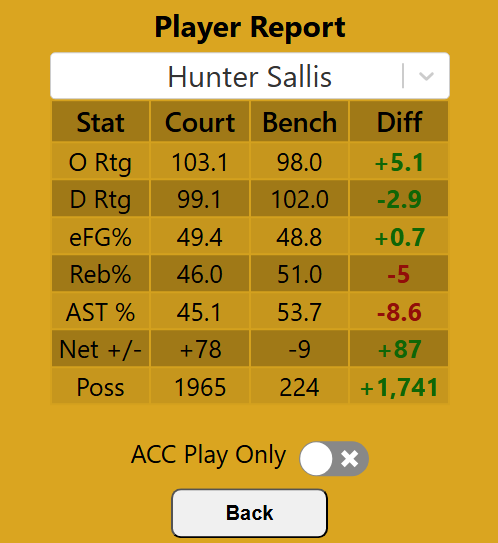 Player Report
Hunter Sallis
Stat Court Bench Diff
O Rtg 103.1 98.0 +5.1
D Rtg 99.1 102.0 -2.9
eFG% 49.4 48.8 +0.7
Reb% 46.0 51.0 -5
AST % 45.1 53.7 -8.6
Net +/- +78 -9 +87
Poss 1965 224 +1,741
ACC Play Only
Back